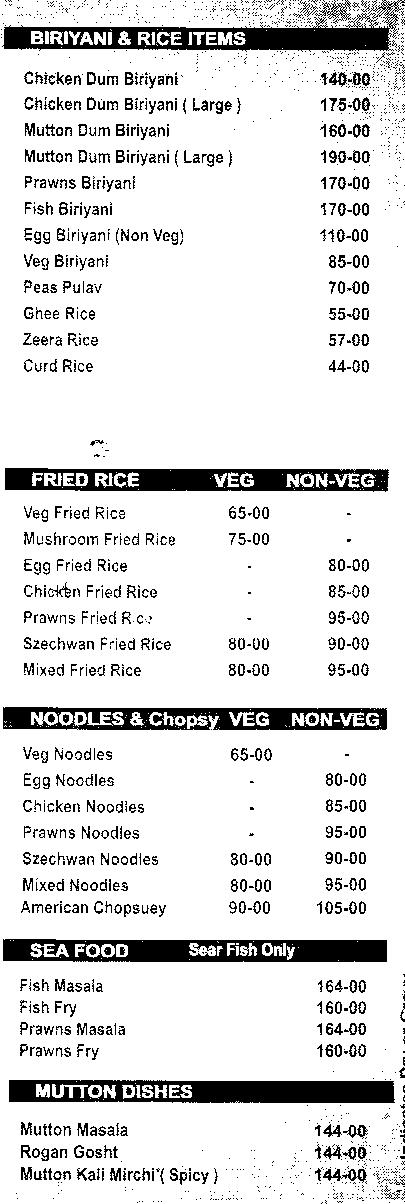 BIRIYANI & RICE ITEMS
Chicken Dum Biriyani 140-00
Chicken Dum Biriyani ( Large ) 175-00
Mutton Dum Biriyani 160-00
Mutton Dum Biriyani ( Large ) 190-00
Prawns Biriyani 170-00
Fish Biriyani 170-00
Egg Biriyani (Non Veg) 110-00
Veg Biriyani 85-00
Peas Pulav 70-00
Ghee Rice 55-00
Zeera Rice 57-00
Curd Rice 44-00
FRIED RICE VEG NON-VEG
Veg Fried Rice 65-00 -
Mushroom Fried Rice 75-00 -
Egg Fried Rice - 80-00
Chicken Fried Rice - 85-00
Prawns Fried Rice - 95-00
Szechwan Fried Rice 80-00 90-00
Mixed Fried Rice 80-00 95-00
NOODLES & Chopsy VEG NON-VEG
Veg Noodles 65-00 -
Egg Noodles - 80-00
Chicken Noodles - 85-00
Prawns Noodles - 95-00
Szechwan Noodles 80-00 90-00
Mixed Noodles 80-00 95-00
American Chopsuey 90-00 105-00
SEA FOOD Sear Fish Only
Fish Masala 164-00
Fish Fry 160-00
Prawns Masala 164-00
Prawns Fry 160-00
MUTTON DISHES
Mutton Masala 144-00
Rogan Gosht 144-00
Mutton Kali Mirchi ( Spicy ) 144-00